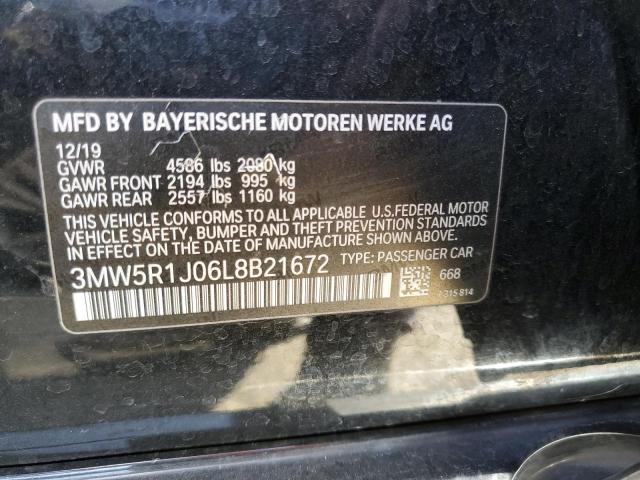 MFD BY BAYERISCHE MOTOREN WERKE AG
12/19
GVWR 4586 lbs 2080 kg
GAWR FRONT 2194 lbs 995 kg
GAWR REAR 2557 lbs 1160 kg
THIS VEHICLE CONFORMS TO ALL APPLICABLE U.S.FEDERAL MOTOR
VEHICLE SAFETY, BUMPER AND THEFT PREVENTION STANDARDS
IN EFFECT ON THE DATE OF MANUFACTURE SHOWN ABOVE.
3MW5R1J06L8B21672 TYPE: PASSENGER CAR
668
7315 814